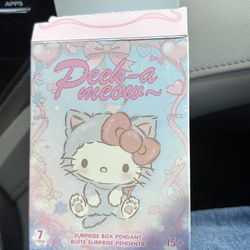 APPS
Peek-a
meow~
7
SURPRISE BOX PENDANT
BOITE SURPRISE PENDENTIF
15+